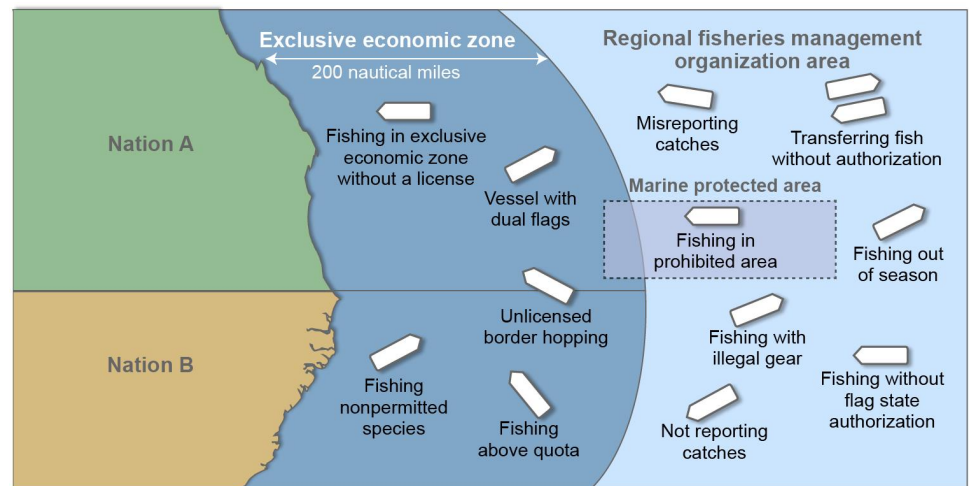 Exclusive economic zone
200 nautical miles
Regional fisheries management
organization area
Nation A
Fishing in exclusive
economic zone
without a license
Vessel with
dual flags
Misreporting
catches
Transferring fish
without authorization
Marine protected area
Fishing in
prohibited area
Fishing out
of season
Unlicensed
border hopping
Nation B
Fishing
nonpermitted
species
Fishing
above quota
Fishing with
illegal gear
Not reporting
catches
Fishing without
flag state
authorization